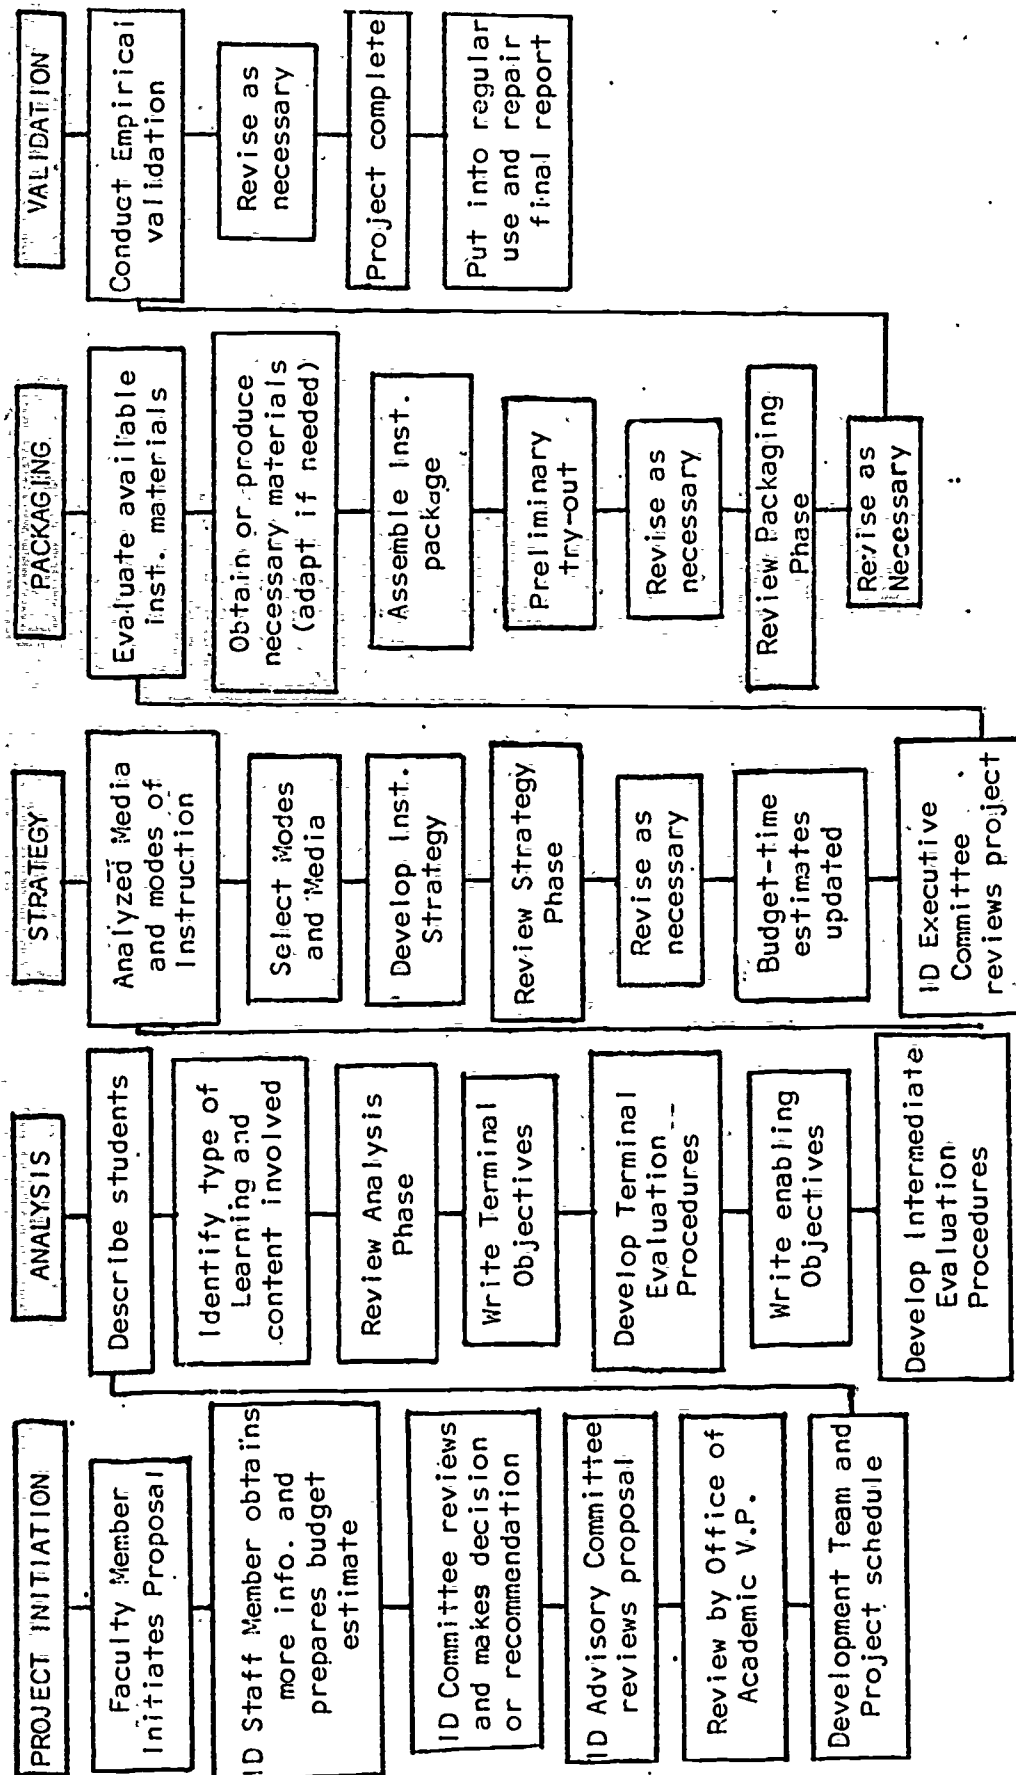 PROJECT INITIATION
Faculty Member
Initiates Proposal
ID Staff Member obtains
more info. and
prepares budget
estimate
ID Committee reviews
and makes decision
or recommendation
ID Advisory Committee
reviews proposal
Review by Office of
Academic V.P.
Development Team and
Project schedule
ANALYSIS
Describe students
Identify type of
Learning and
content involved
Review Analysis
Phase
Write Terminal
Objectives
Develop Terminal
Evaluation
Procedures
Write enabling
Objectives
Develop Intermediate
Evaluation
Procedures
STRATEGY
Analyzed Media
and modes of
Instruction
Select Modes
and Media
Develop Inst.
Strategy
Review Strategy
Phase
Revise as
necessary
Budget-time
estimates
updated
ID Executive
Committee
reviews project
PACKAGING
Evaluate available
inst. materials
Obtain or produce
necessary materials
(adapt if needed)
Assemble Inst.
package
Preliminary
try-out
Revise as
necessary
Review Packaging
Phase
Revise as
Necessary
VALIDATION
Conduct Empirical
validation
Revise as
necessary
Project complete
Put into regular
use and repair
final report